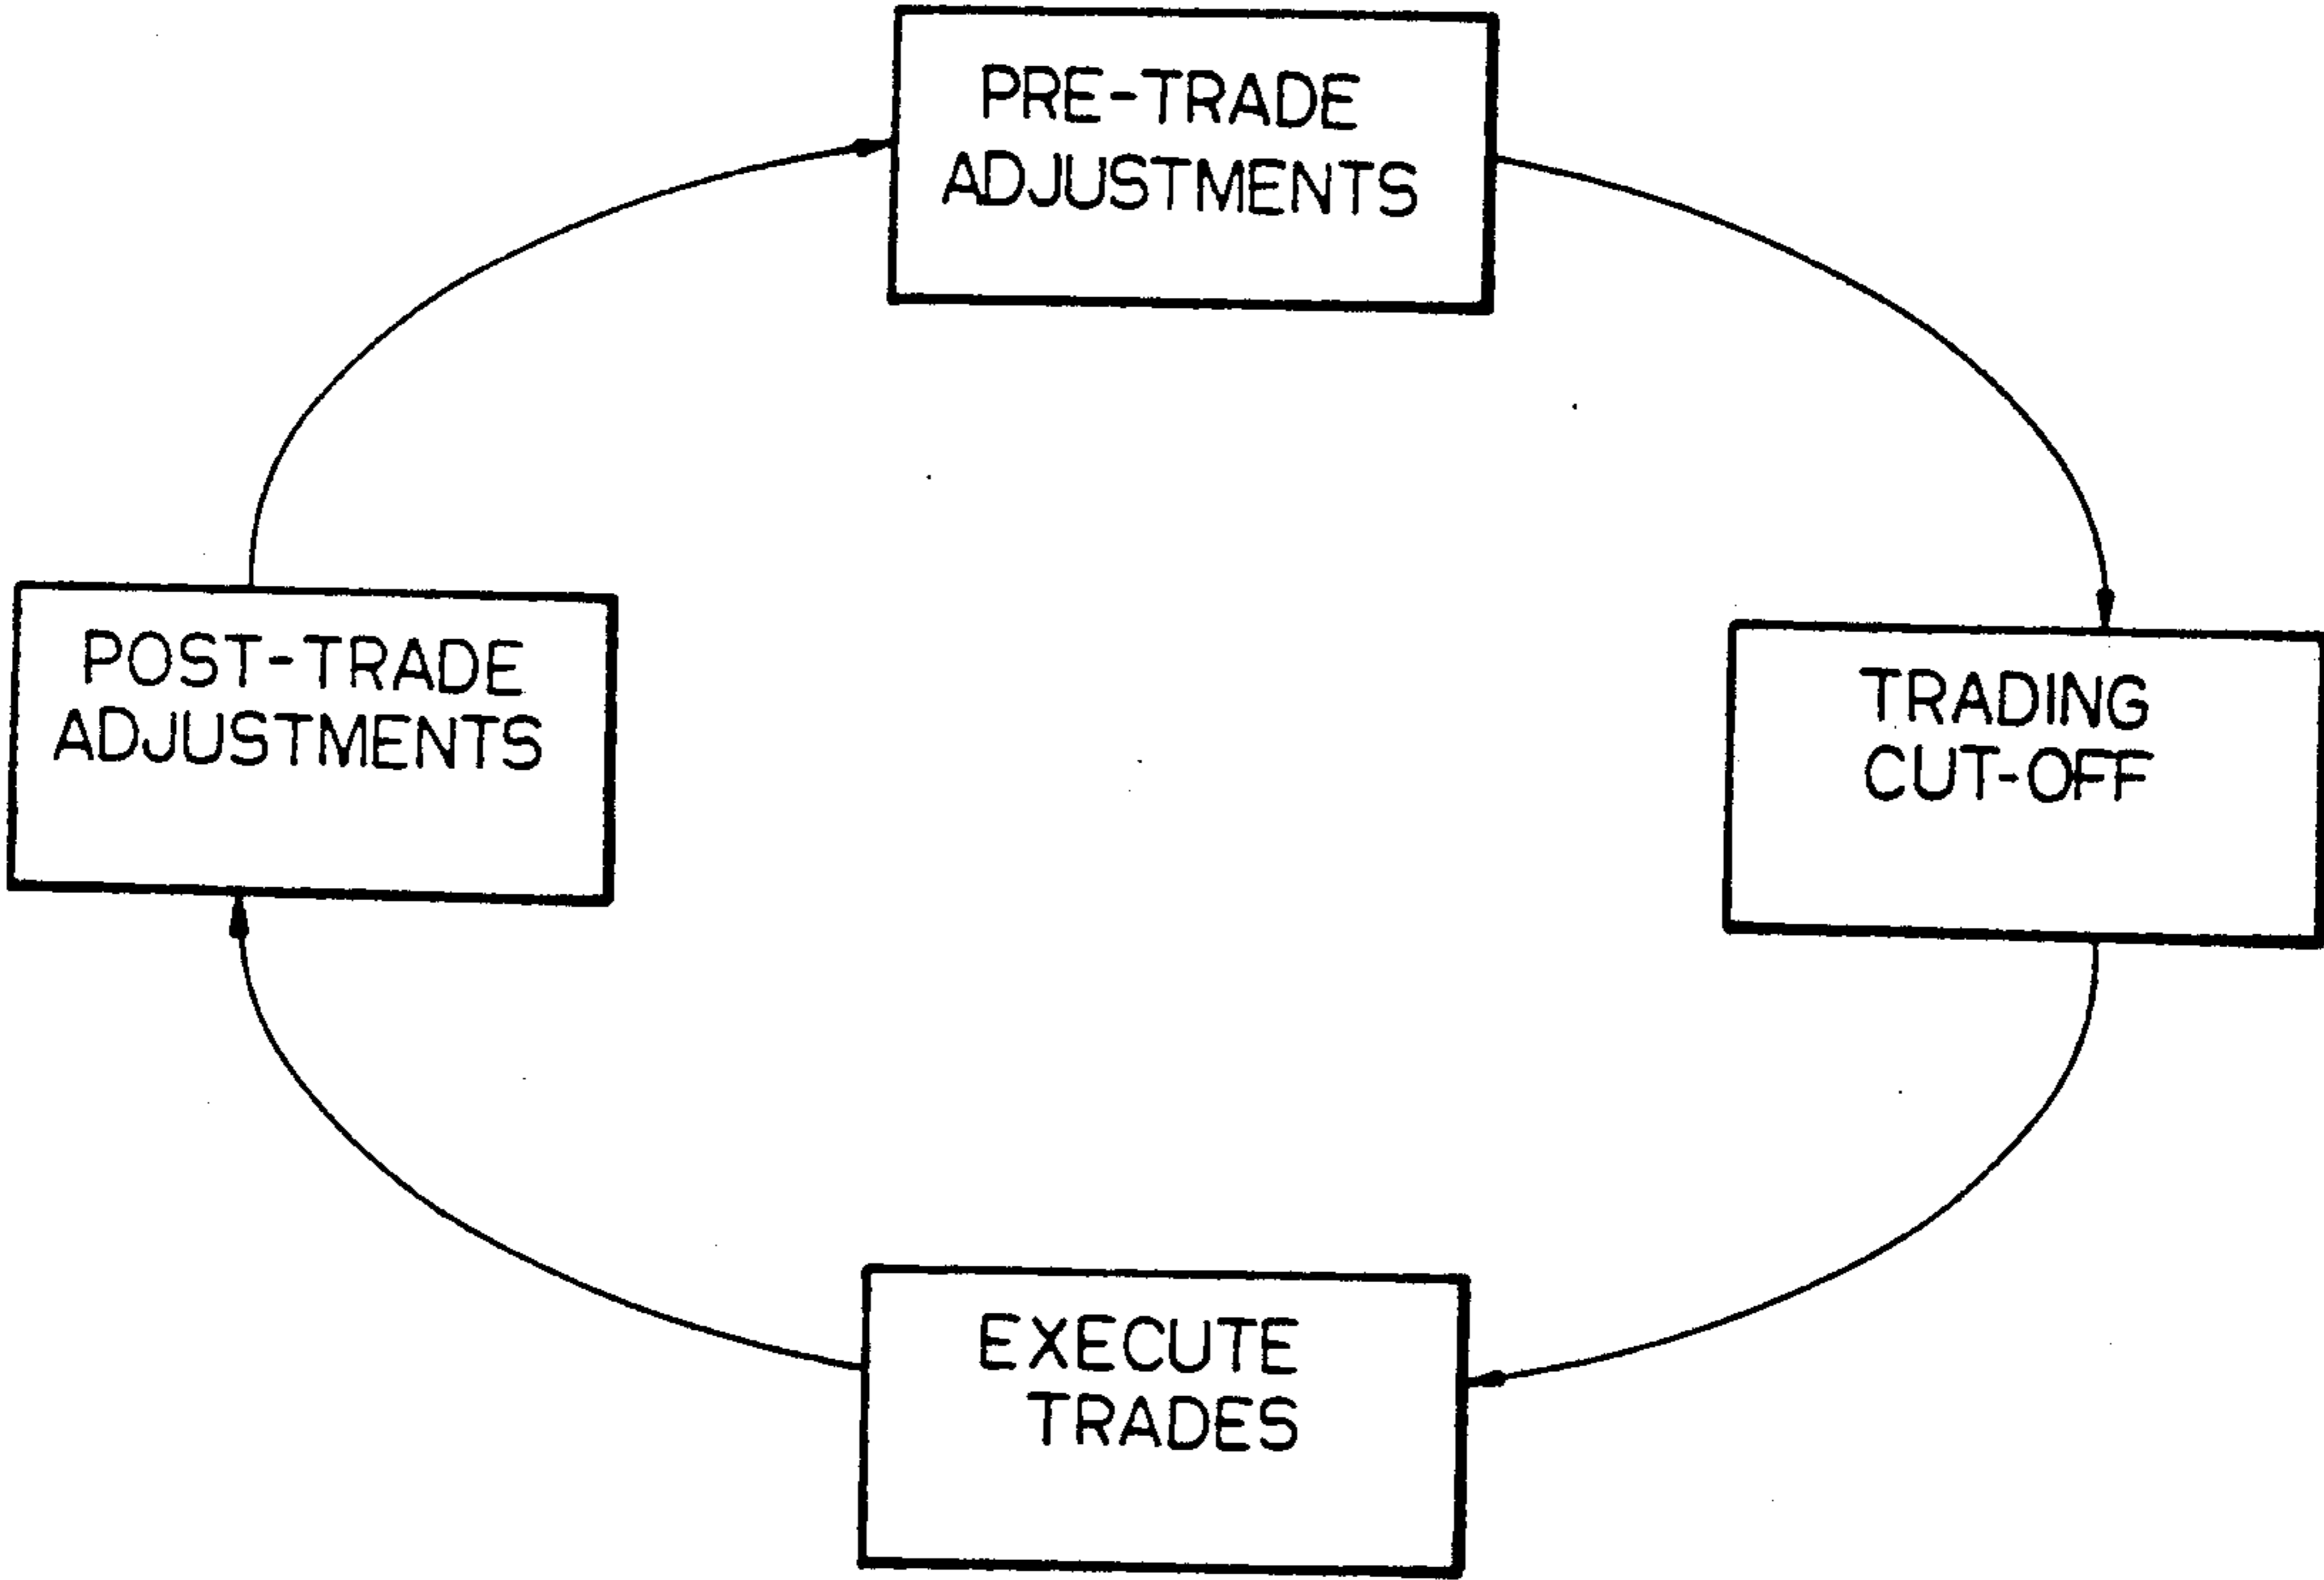 PRE-TRADE
ADJUSTMENTS
POST-TRADE
ADJUSTMENTS
TRADING
CUT-OFF
EXECUTE
TRADES